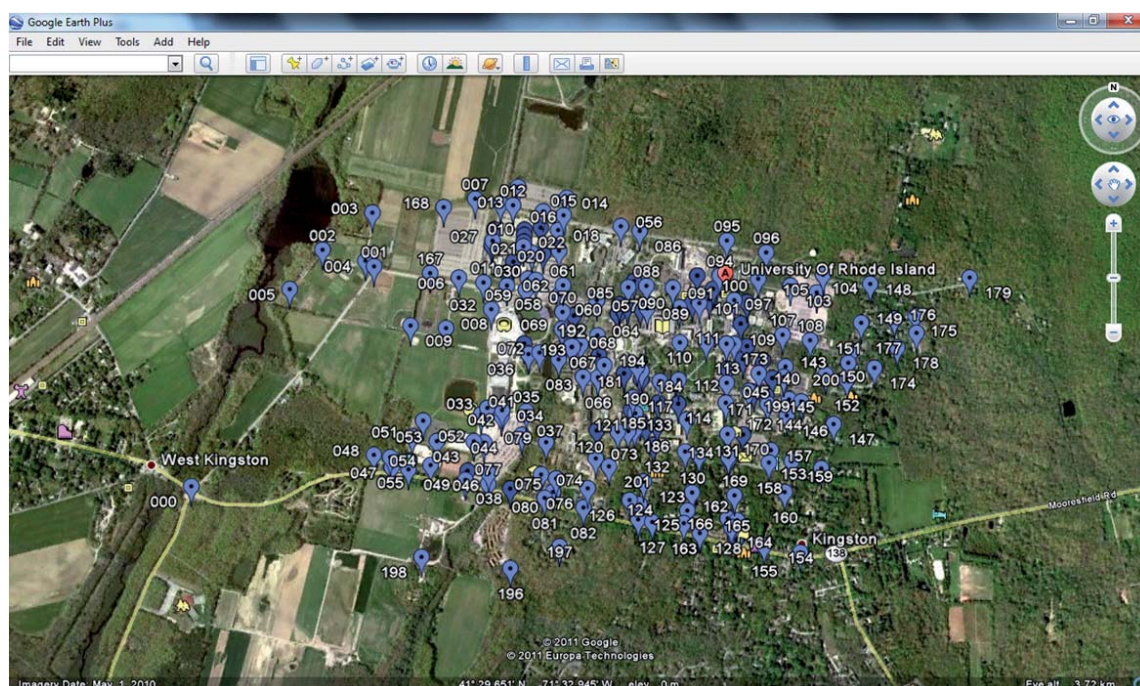 Google Earth Plus
File Edit View Tools Add Help
N
007 012
003 168 013 015 014
016 056 095
002 027 010 018 086 096
021 022 094
004 001 167 020 061 088 University Of Rhode Island
005 006 011 030 062 085 091 100 105 104 148 179
032 059 058 070 057 090 101 097 103
008 060 089 149 176
009 069 192 064 107 108 175
072 193 068 110 111 109 151 177
036 067 194 113 173 143 178
083 181 184 112 045 140 200 150 174
035 066 190 171 199 145 152
033 041 034 117 114 144 146 147
042 121 185 133 172
051 053 052 044 079 037 186 131 170 157
048 054 043 120 073 132 134 153 159
West Kingston 047 055 049 046 077 075 074 201 130 169 158
000 038 080 076 124 123 162 160 Mooresfield Rd
081 082 126 125 166 165
127 163 128 164 Kingston
197 155 154 138
198 196
© 2011 Google
© 2011 Europa Technologies
Imagery Date: May 1, 2010 41° 29.651' N -71° 32.945' W elev 0 m Eye alt 3.72 km